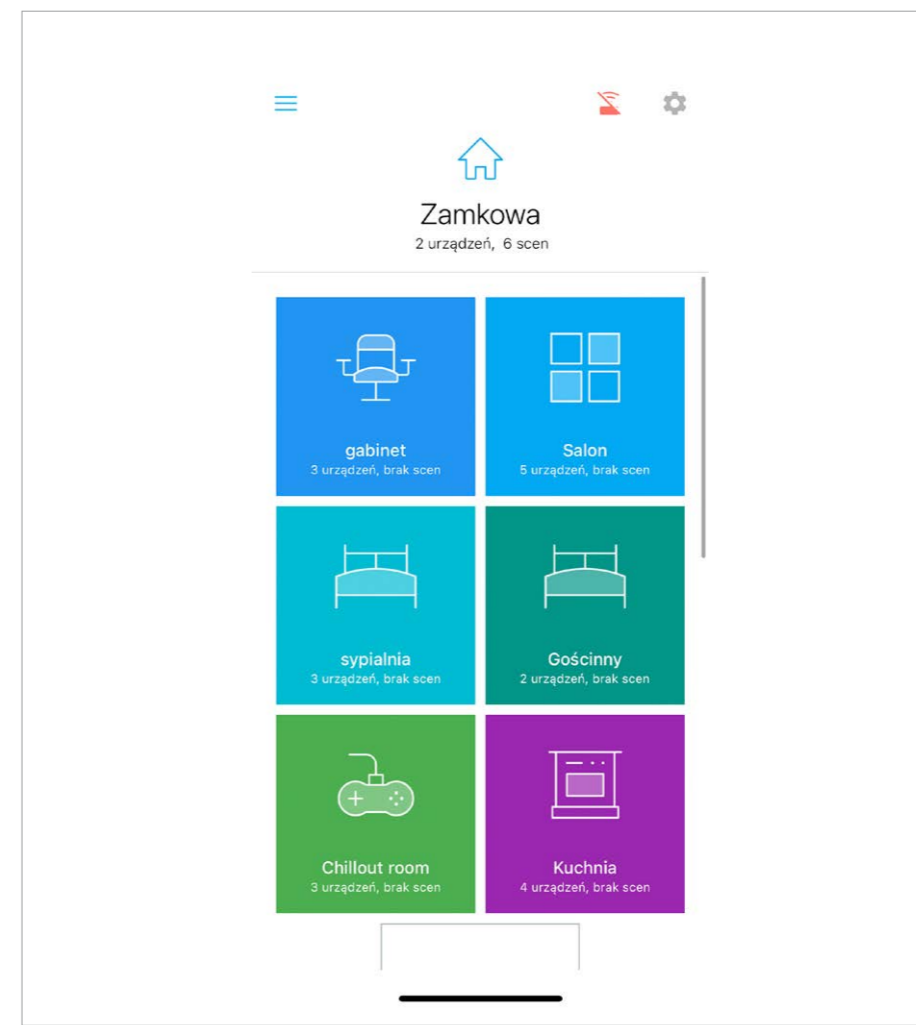 Zamkowa
2 urządzeń, 6 scen
gabinet
3 urządzeń, brak scen
Salon
5 urządzeń, brak scen
sypialnia
3 urządzeń, brak scen
Gościnny
2 urządzeń, brak scen
Chillout room
3 urządzeń, brak scen
Kuchnia
4 urządzeń, brak scen